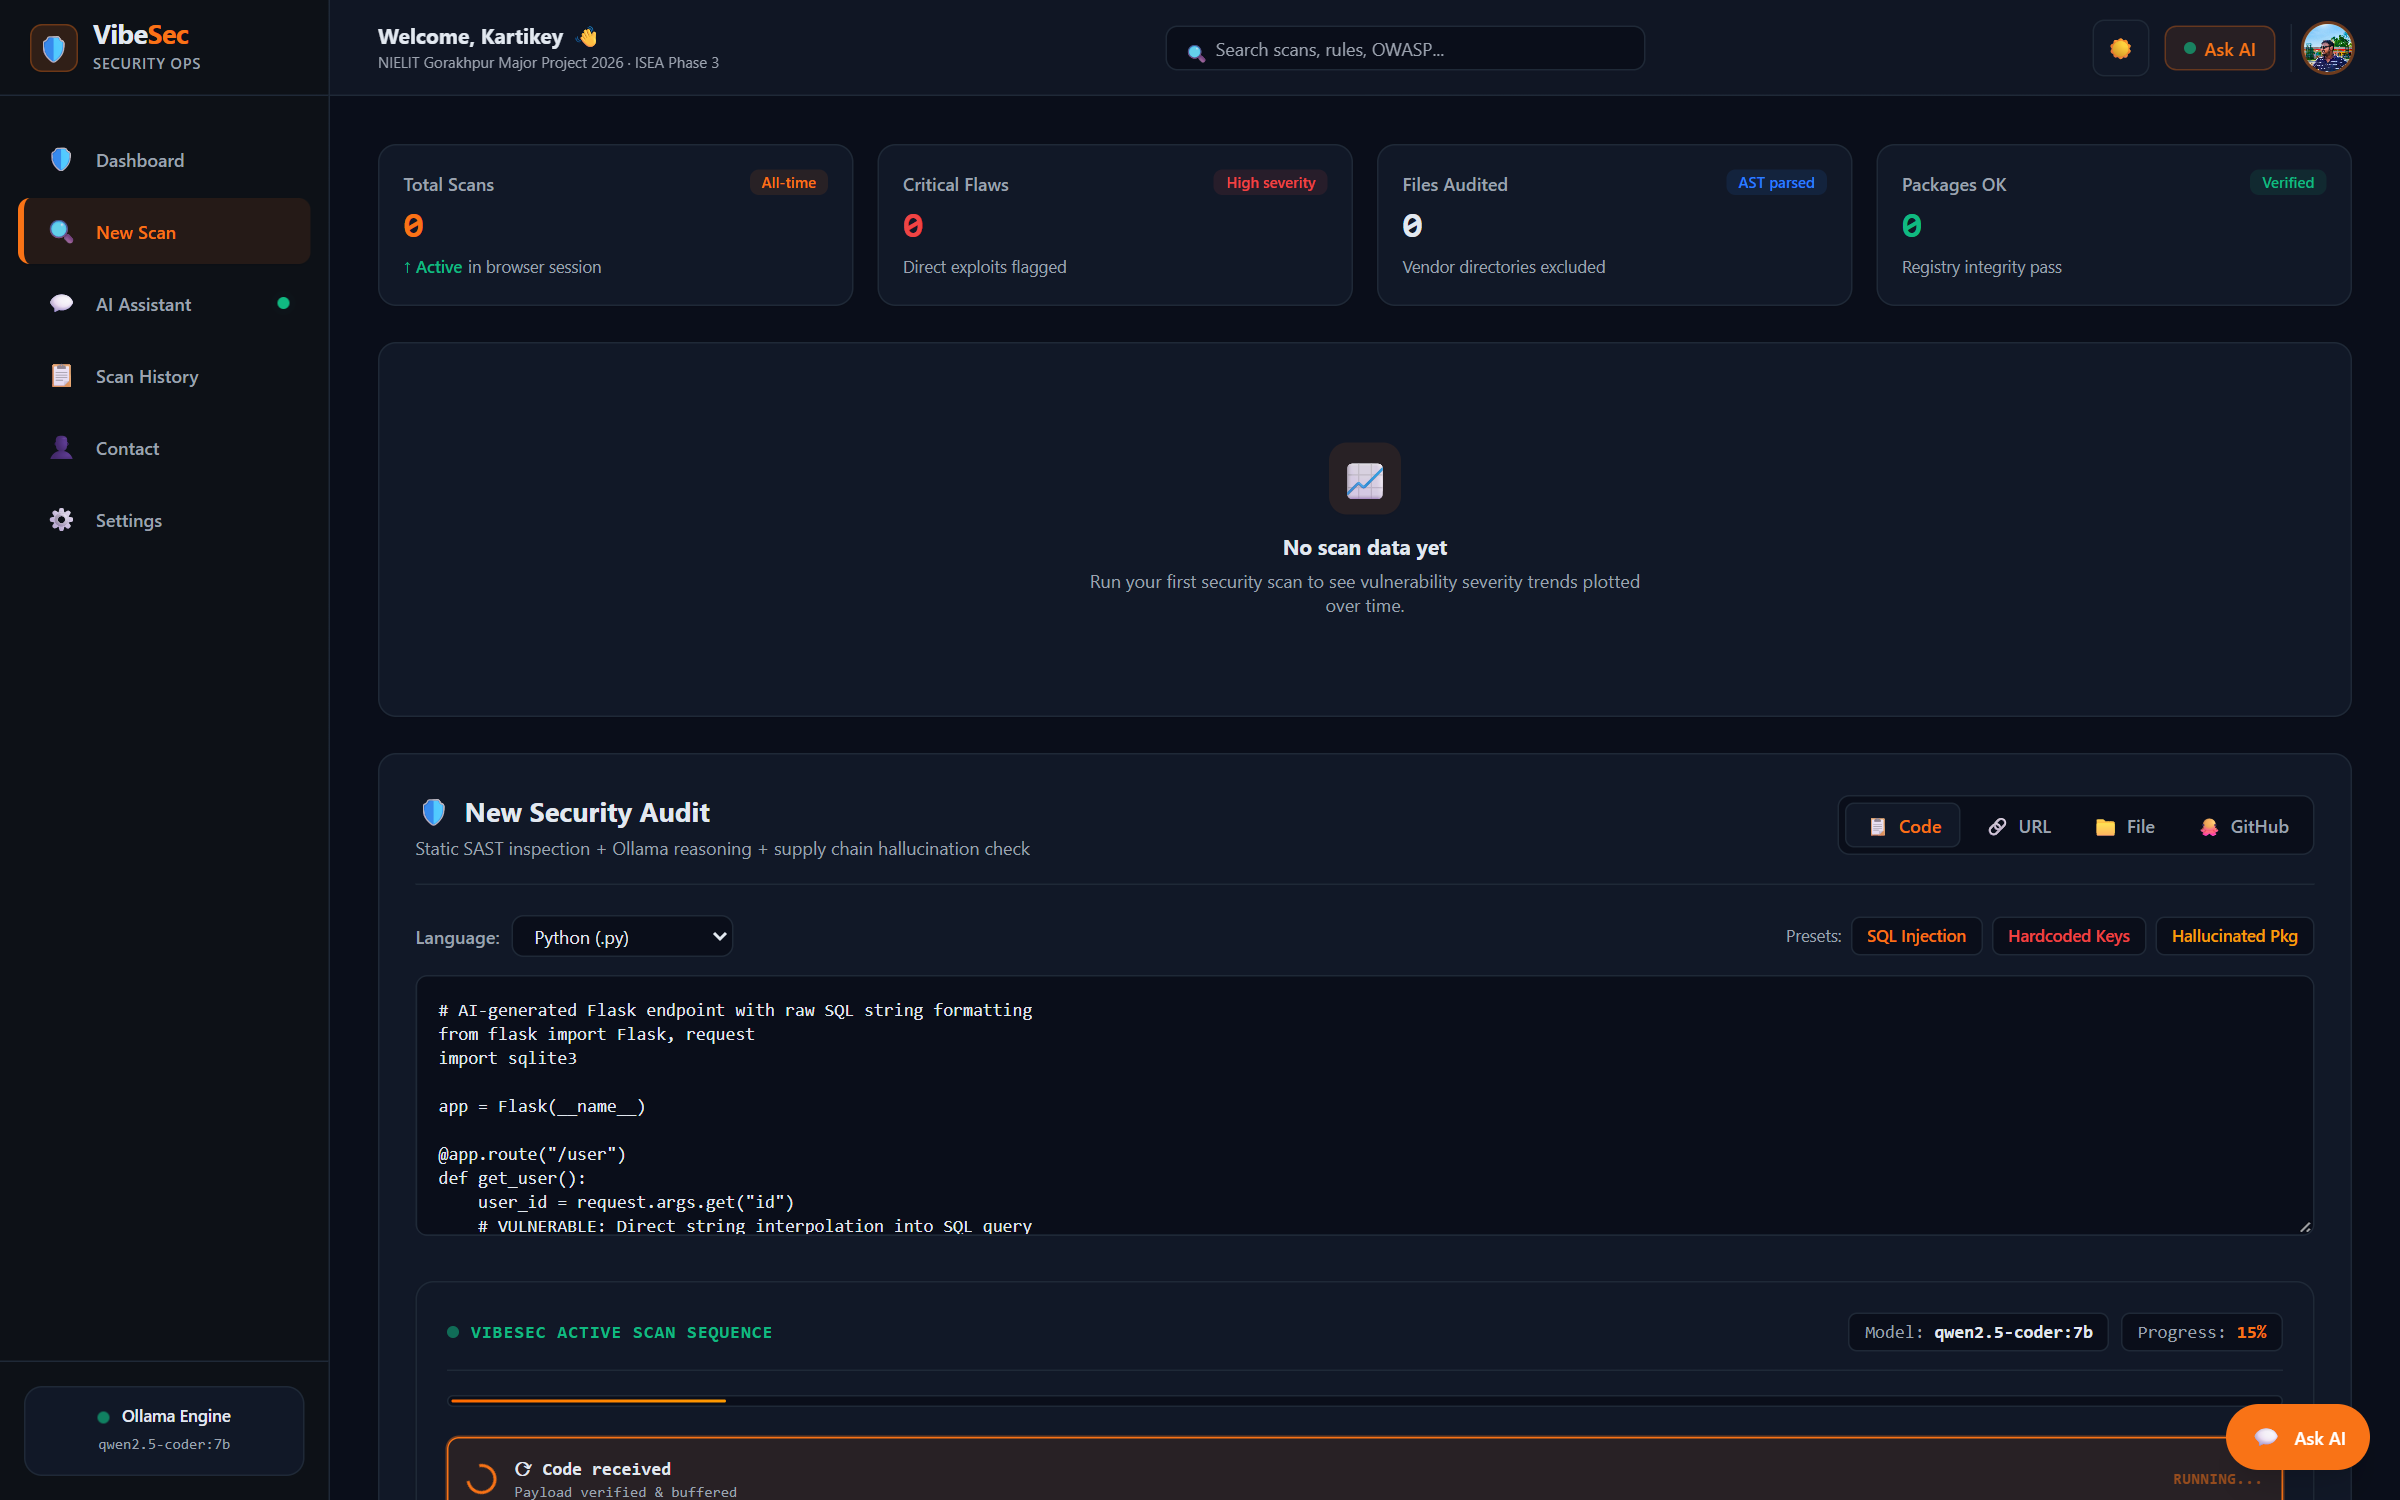 VibeSec
SECURITY OPS
Welcome, Kartikey 👋
NIELIT Gorakhpur Major Project 2026 · ISEA Phase 3
Search scans, rules, OWASP...
Ask AI
Dashboard
New Scan
AI Assistant
Scan History
Contact
Settings
Ollama Engine
qwen2.5-coder:7b
Total Scans
All-time
0
↑ Active in browser session
Critical Flaws
High severity
0
Direct exploits flagged
Files Audited
AST parsed
0
Vendor directories excluded
Packages OK
Verified
0
Registry integrity pass
No scan data yet
Run your first security scan to see vulnerability severity trends plotted
over time.
New Security Audit
Static SAST inspection + Ollama reasoning + supply chain hallucination check
Code
URL
File
GitHub
Language:
Python (.py)
Presets:
SQL Injection
Hardcoded Keys
Hallucinated Pkg
# AI-generated Flask endpoint with raw SQL string formatting
from flask import Flask, request
import sqlite3
app = Flask(__name__)
@app.route("/user")
def get_user():
    user_id = request.args.get("id")
    # VULNERABLE: Direct string interpolation into SQL query
VIBESEC ACTIVE SCAN SEQUENCE
Model: qwen2.5-coder:7b
Progress: 15%
⟳ Code received
Payload verified & buffered
RUNNING...
Ask AI